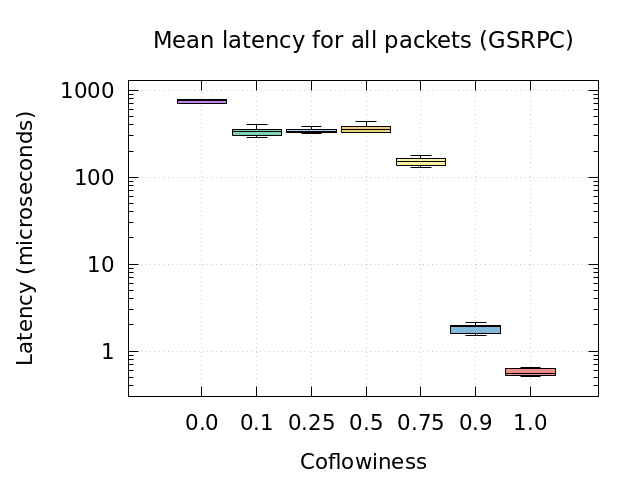 Mean latency for all packets (GSRPC)
Latency (microseconds)
1000
100
10
1
0.0 0.1 0.25 0.5 0.75 0.9 1.0
Coflowiness